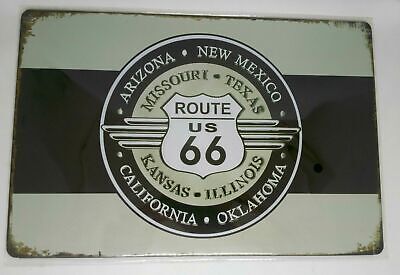 ARIZONA · NEW MEXICO
MISSOURI - TEXAS
ROUTE
US
66
KANSAS - ILLINOIS
CALIFORNIA · OKLAHOMA